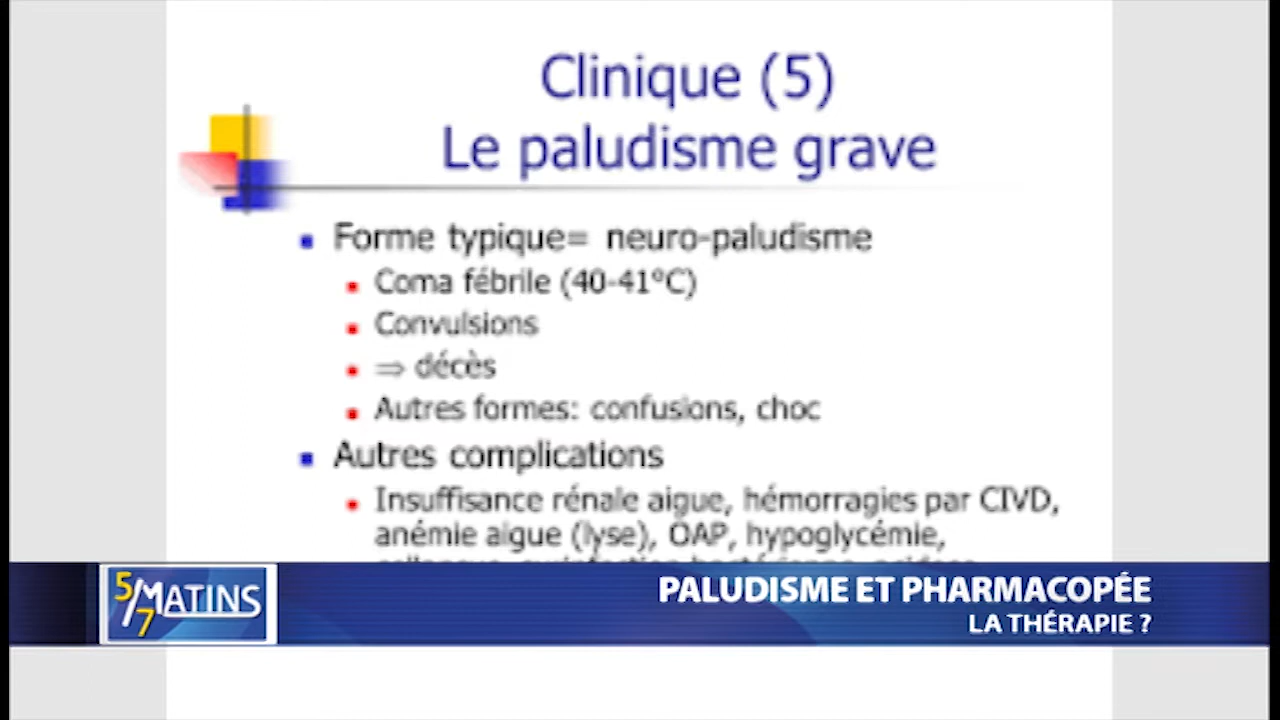 Clinique (5)
Le paludisme grave
Forme typique= neuro-paludisme
Coma fébrile (40-41°C)
Convulsions
⇒ décès
Autres formes: confusions, choc
Autres complications
Insuffisance rénale aigue, hémorragies par CIVD,
anémie aigue (lyse), OAP, hypoglycémie,
5/7 MATINS
PALUDISME ET PHARMACOPÉE
LA THÉRAPIE ?